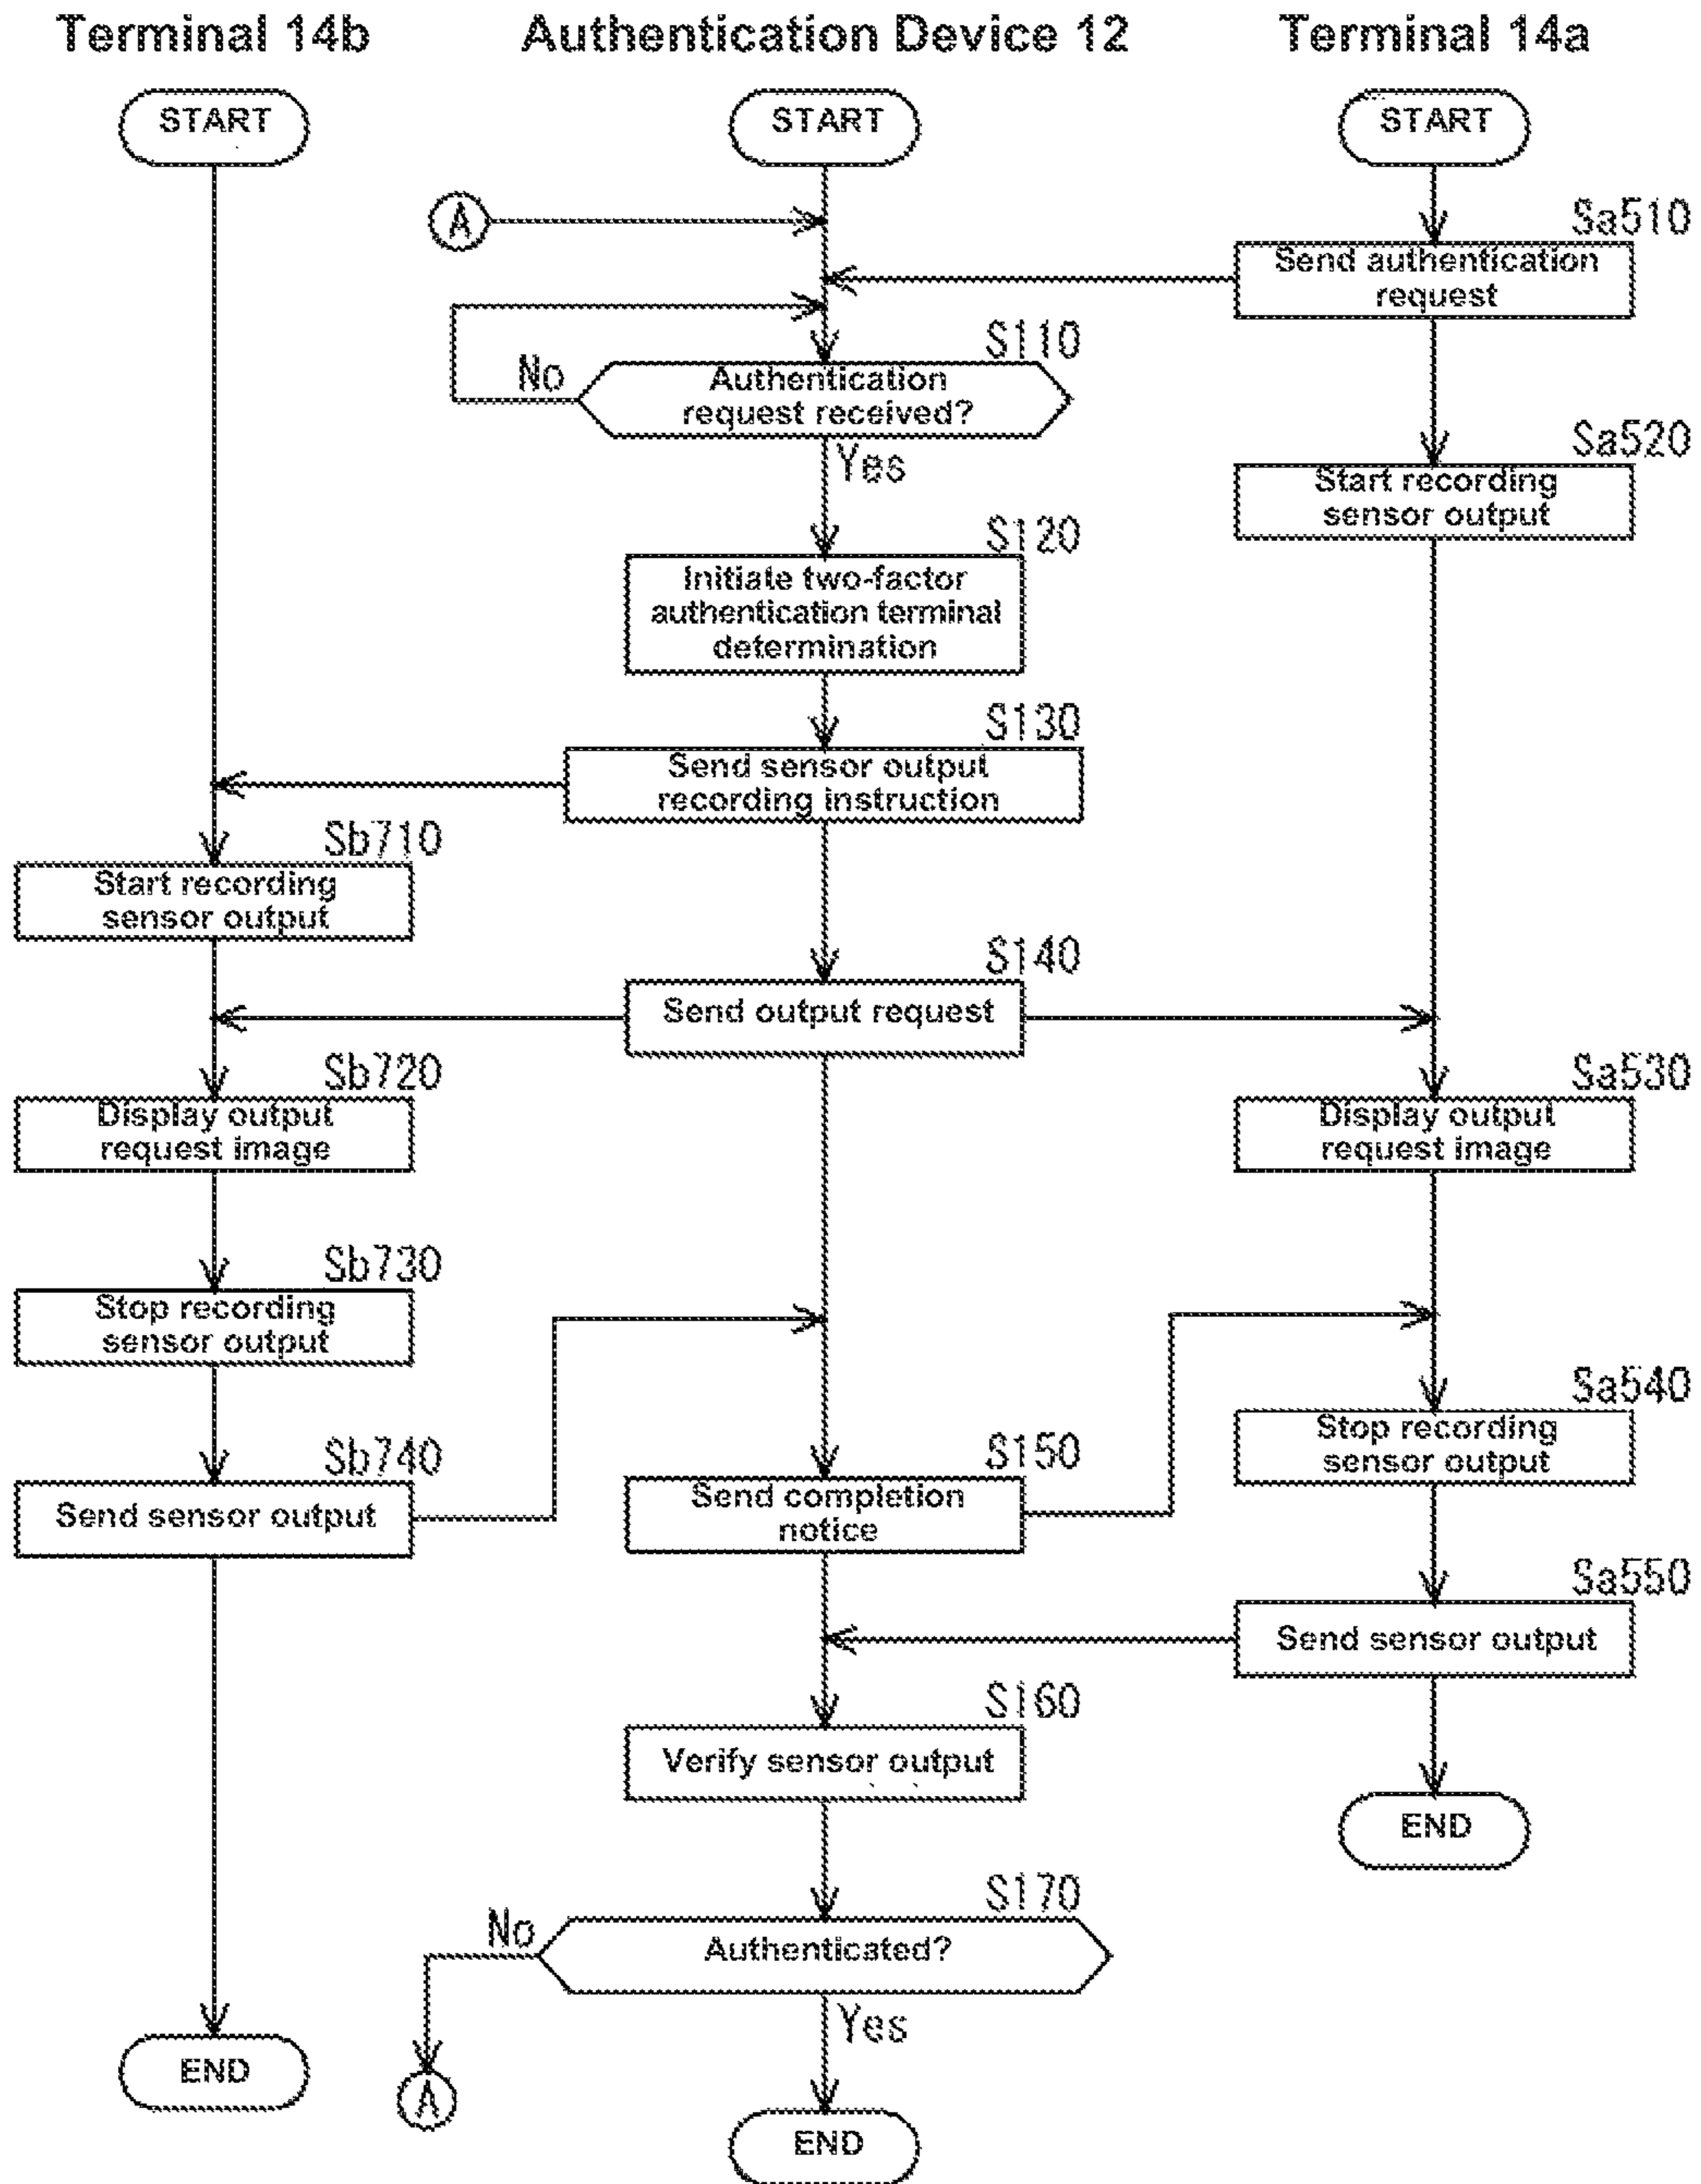 Terminal 14b
Authentication Device 12
Terminal 14a
START
START
START
A
Sa510
Send authentication
request
S110
No
Authentication
request received?
Yes
Sa520
Start recording
sensor output
S120
Initiate two-factor
authentication terminal
determination
S130
Send sensor output
recording instruction
Sb710
Start recording
sensor output
S140
Send output request
Sb720
Display output
request image
Sa530
Display output
request image
Sb730
Stop recording
sensor output
Sa540
Stop recording
sensor output
Sb740
Send sensor output
S150
Send completion
notice
Sa550
Send sensor output
S160
Verify sensor output
END
S170
No
Authenticated?
Yes
END
A
END